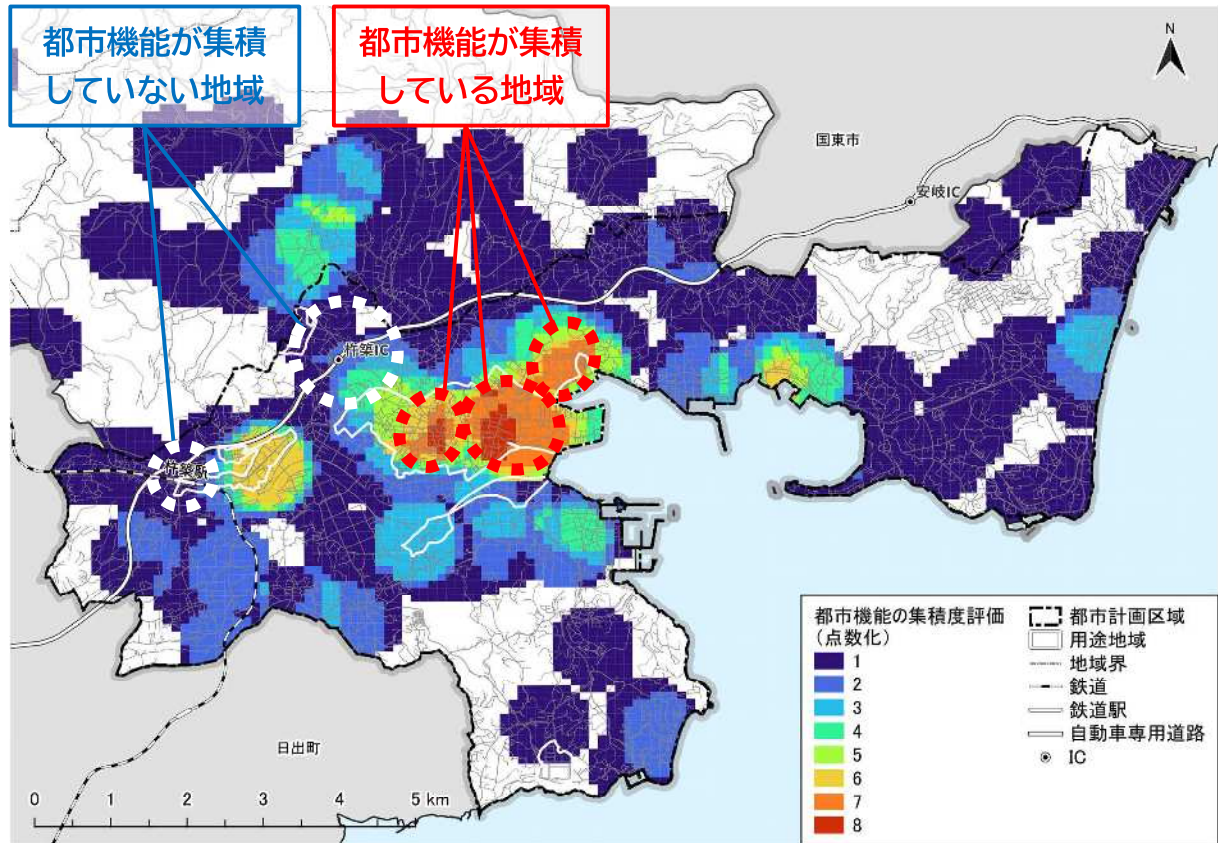 都市機能が集積
していない地域
都市機能が集積
している地域
N
国東市
安岐IC
杵築IC
杵築駅
日出町
0 1 2 3 4 5 km
都市機能の集積度評価
(点数化)
1
2
3
4
5
6
7
8
都市計画区域
用途地域
地域界
鉄道
鉄道駅
自動車専用道路
IC